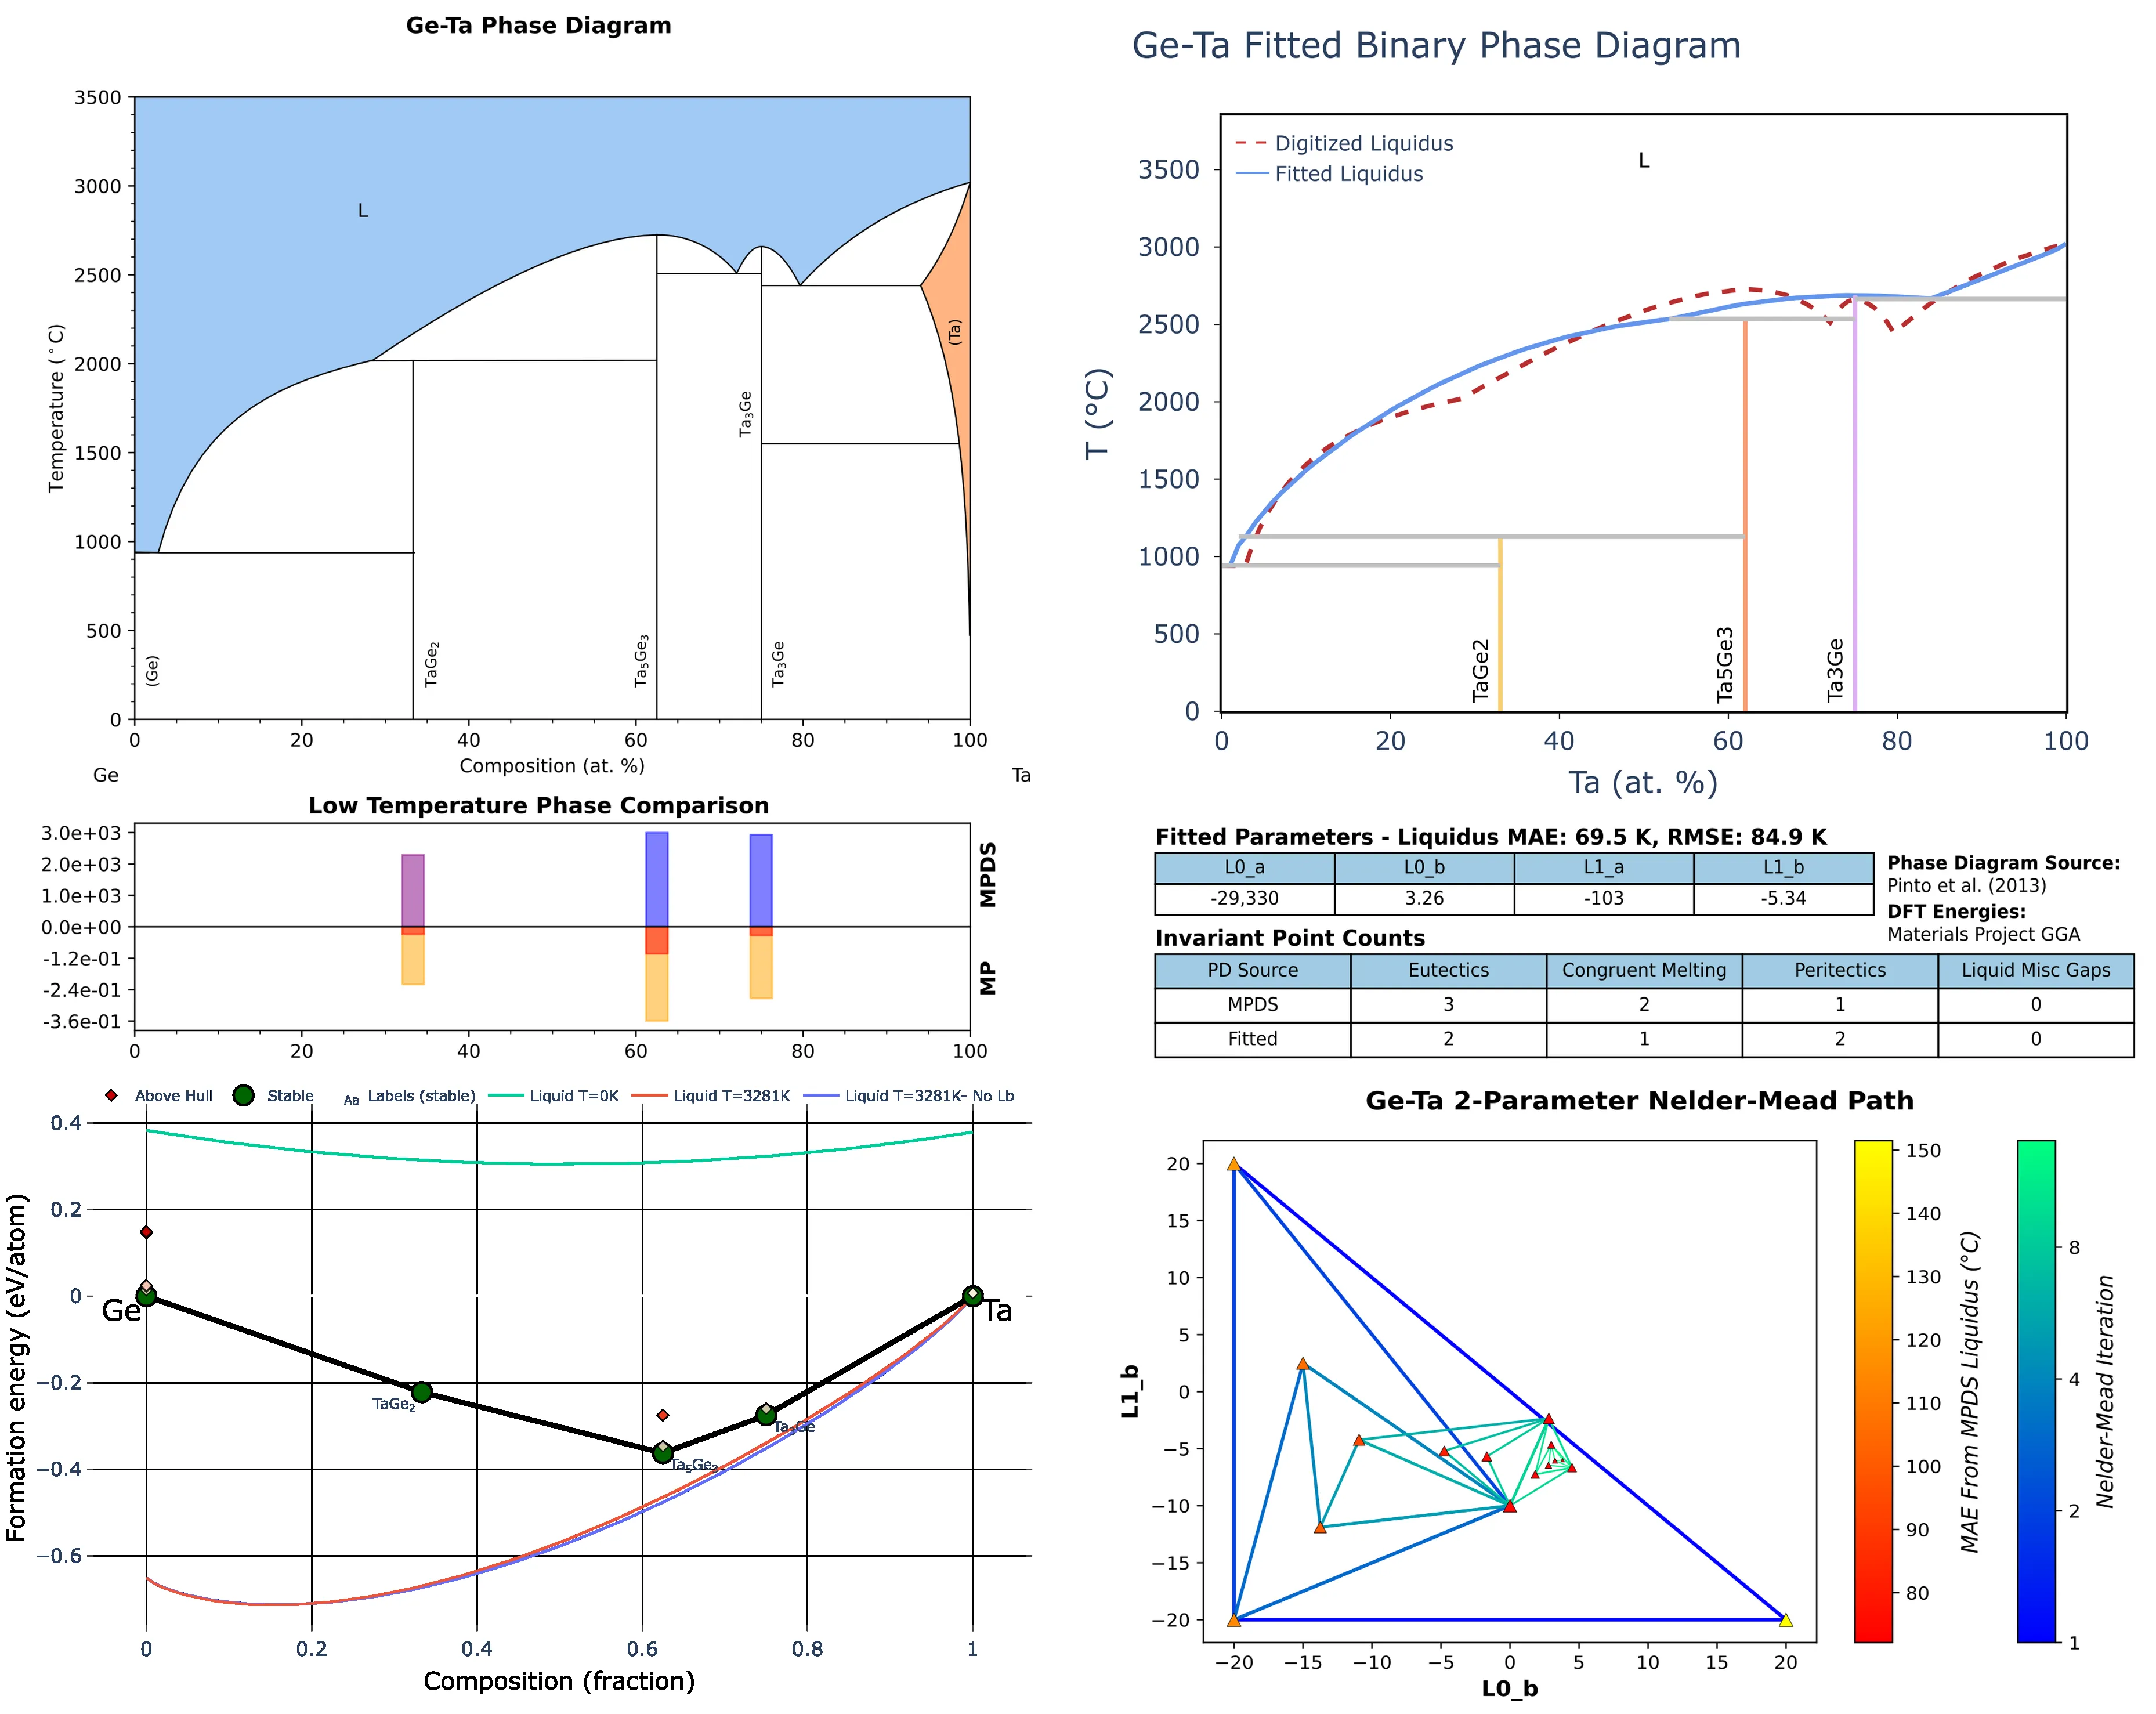 Ge-Ta Phase Diagram
3500
3000
2500
2000
1500
1000
500
0
Temperature (°C)
L
(Ta)
Ta₃Ge
(Ge)
TaGe₂
Ta₅Ge₃
Ta₃Ge
0 20 40 60 80 100
Composition (at. %)
Ge Ta
Ge-Ta Fitted Binary Phase Diagram
Digitized Liquidus
Fitted Liquidus
L
3500
3000
2500
2000
1500
1000
500
0
T (°C)
TaGe2
Ta5Ge3
Ta3Ge
0 20 40 60 80 100
Ta (at. %)
Low Temperature Phase Comparison
3.0e+03
2.0e+03
1.0e+03
0.0e+00
-1.2e-01
-2.4e-01
-3.6e-01
MPDS
MP
0 20 40 60 80 100
Fitted Parameters - Liquidus MAE: 69.5 K, RMSE: 84.9 K
L0_a L0_b L1_a L1_b
-29,330 3.26 -103 -5.34
Phase Diagram Source:
Pinto et al. (2013)
DFT Energies:
Materials Project GGA
Invariant Point Counts
PD Source Eutectics Congruent Melting Peritectics Liquid Misc Gaps
MPDS 3 2 1 0
Fitted 2 1 2 0
Above Hull Stable Aa Labels (stable) Liquid T=0K Liquid T=3281K Liquid T=3281K- No Lb
0.4
0.2
0
−0.2
−0.4
−0.6
Formation energy (eV/atom)
Ge
Ta
TaGe₂
Ta₃Ge
Ta₅Ge₃
0 0.2 0.4 0.6 0.8 1
Composition (fraction)
Ge-Ta 2-Parameter Nelder-Mead Path
20
15
10
5
0
−5
−10
−15
−20
L1_b
−20 −15 −10 −5 0 5 10 15 20
L0_b
150
140
130
120
110
100
90
80
MAE From MPDS Liquidus (°C)
8
4
2
1
Nelder-Mead Iteration